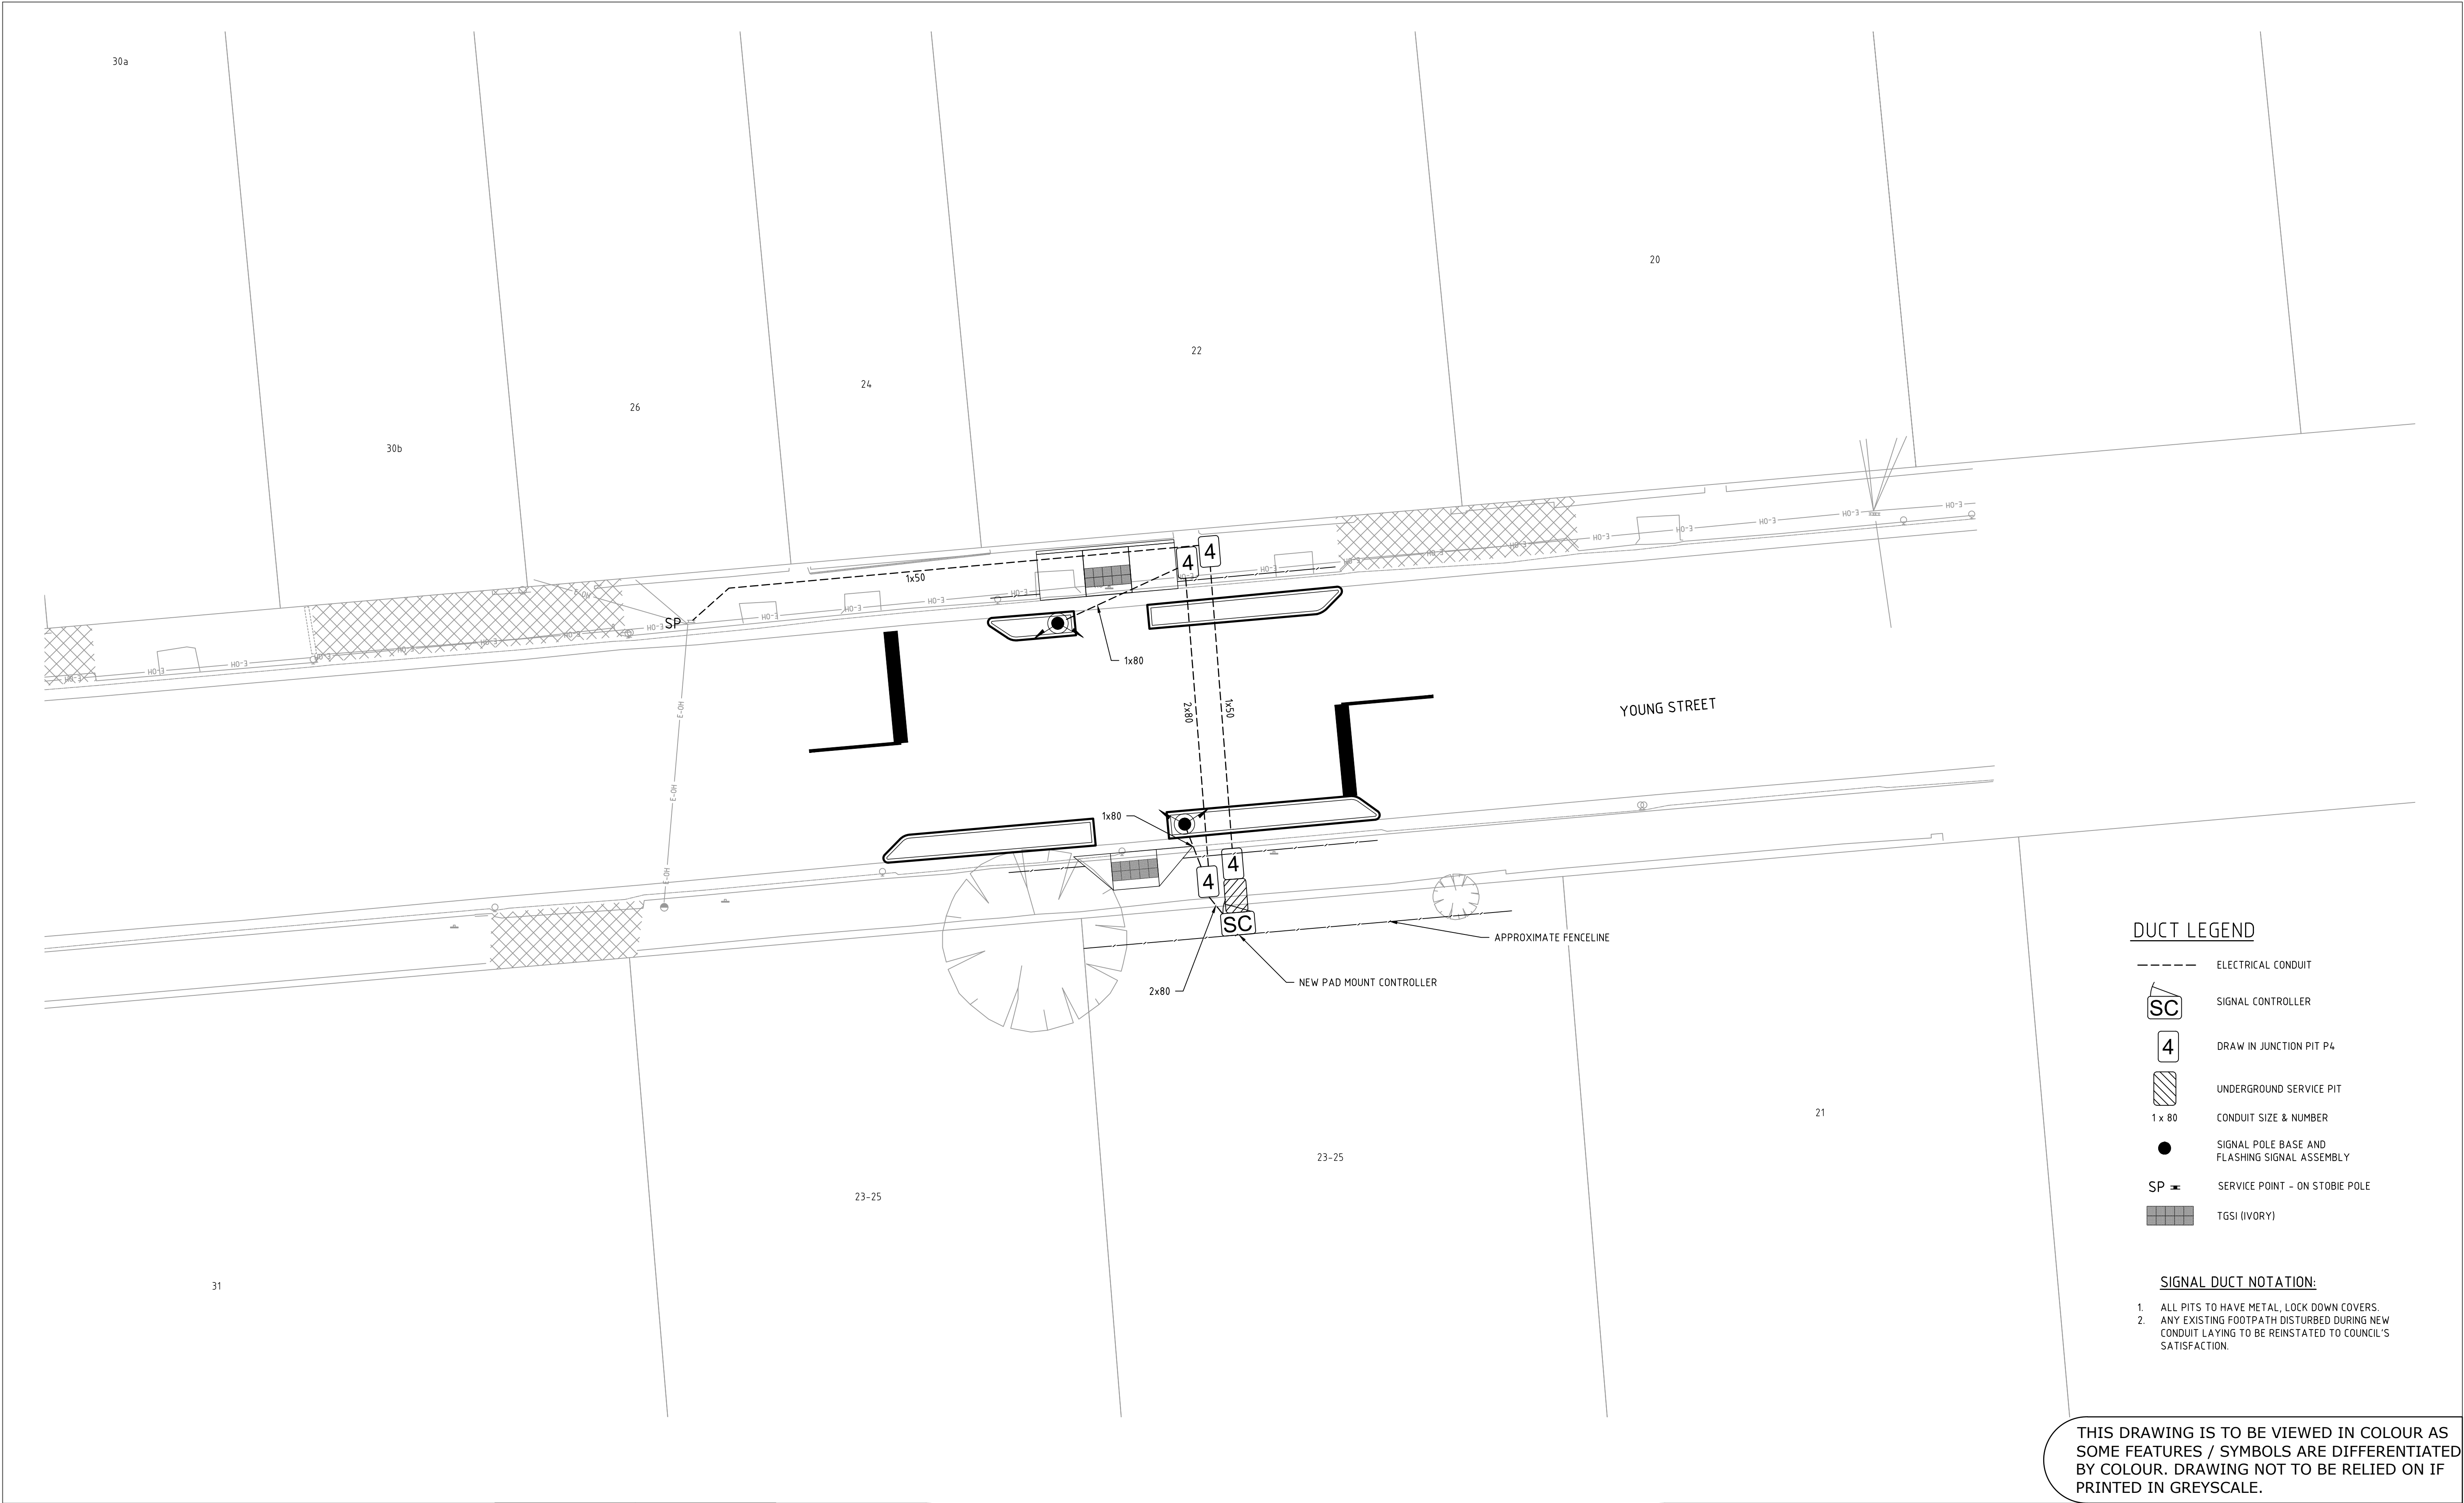 30a
20
22
24
26
30b
1x50
4
4
SP
1x80
2x80
1x50
YOUNG STREET
1x80
4
4
SC
APPROXIMATE FENCELINE
NEW PAD MOUNT CONTROLLER
2x80
21
23-25
23-25
31
DUCT LEGEND
ELECTRICAL CONDUIT
SC
SIGNAL CONTROLLER
4
DRAW IN JUNCTION PIT P4
UNDERGROUND SERVICE PIT
1 x 80
CONDUIT SIZE & NUMBER
SIGNAL POLE BASE AND
FLASHING SIGNAL ASSEMBLY
SP
SERVICE POINT - ON STOBIE POLE
TGSI (IVORY)
SIGNAL DUCT NOTATION:
1. ALL PITS TO HAVE METAL, LOCK DOWN COVERS.
2. ANY EXISTING FOOTPATH DISTURBED DURING NEW
CONDUIT LAYING TO BE REINSTATED TO COUNCIL'S
SATISFACTION.
THIS DRAWING IS TO BE VIEWED IN COLOUR AS
SOME FEATURES / SYMBOLS ARE DIFFERENTIATED
BY COLOUR. DRAWING NOT TO BE RELIED ON IF
PRINTED IN GREYSCALE.